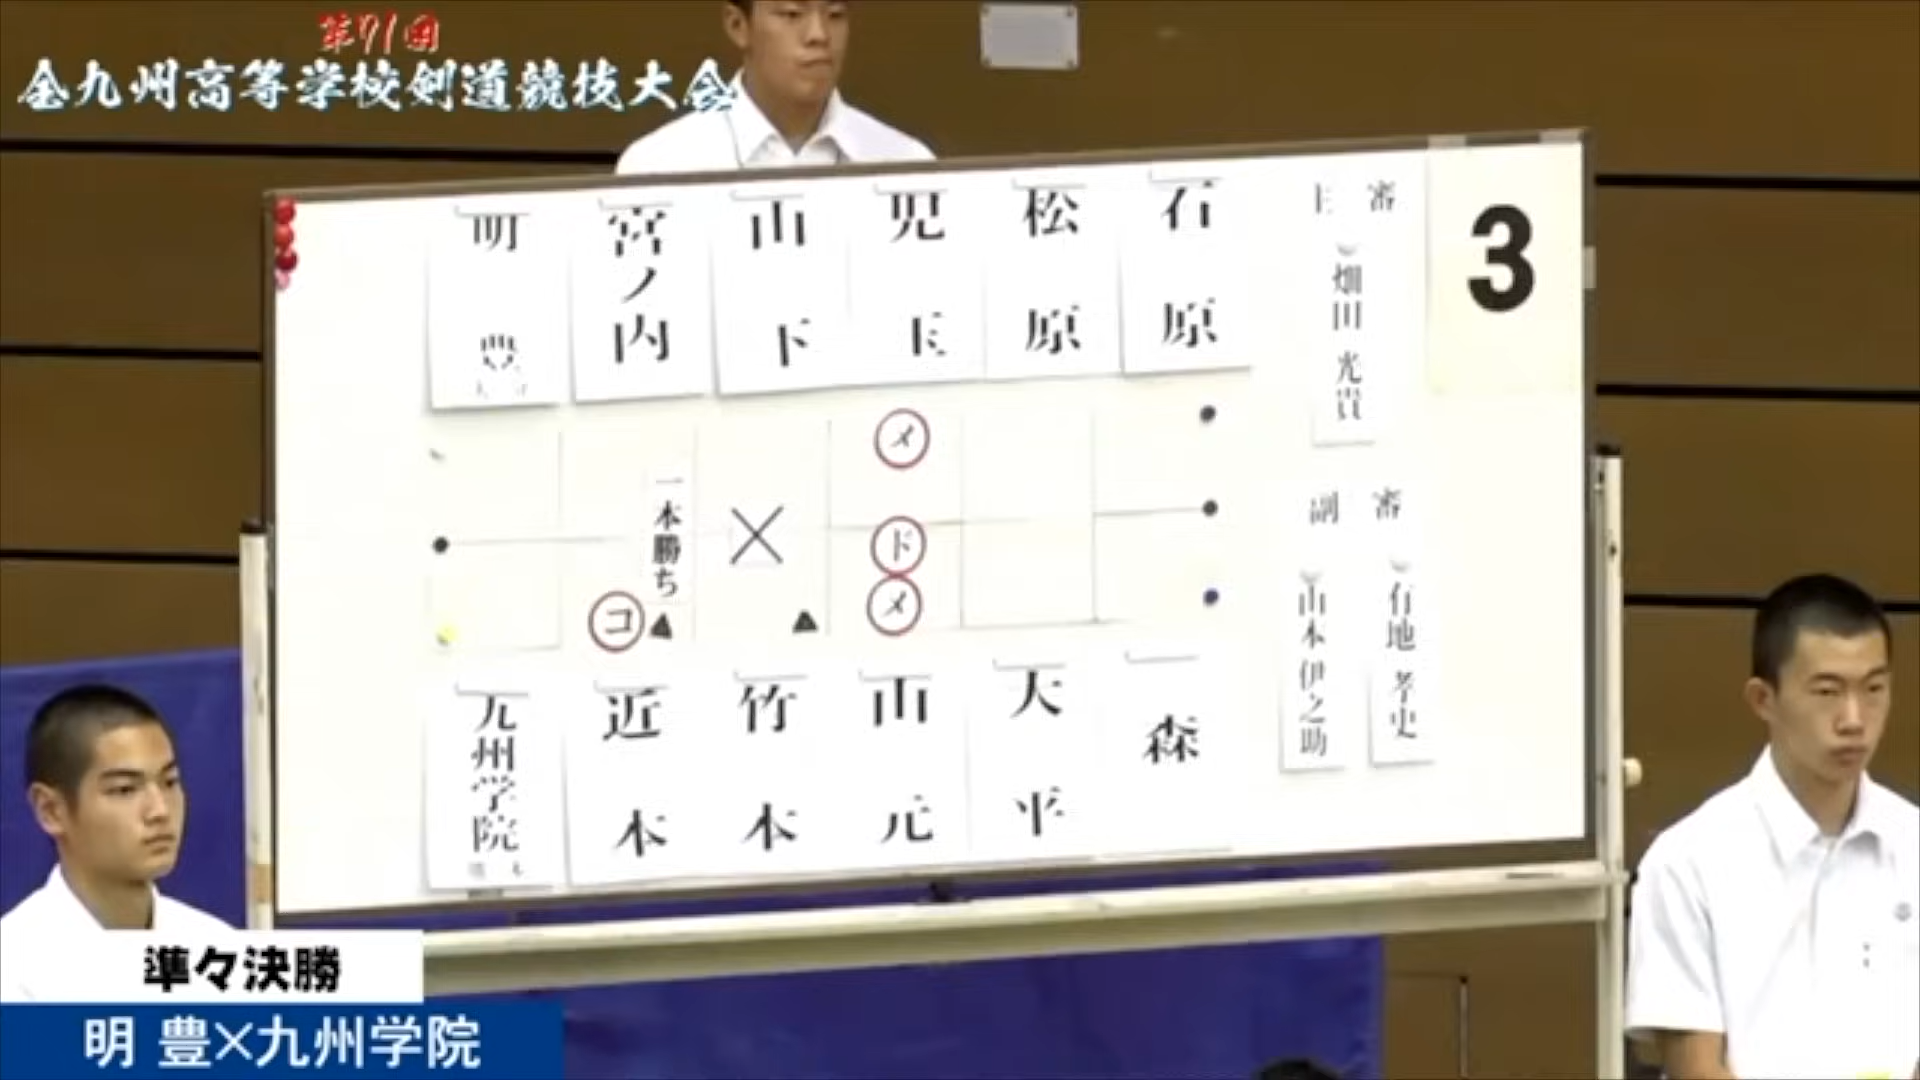 第71回
全九州高等学校剣道競技大会
3
審
主
畑田 光貴
審
副
有地 孝史
山本 伊之助
石原
松原
児玉
山下
宮ノ内
明豊
メ
ド
メ
一本勝ち
コ
森
大平
山元
竹本
近本
九州学院
準々決勝
明 豊×九州学院